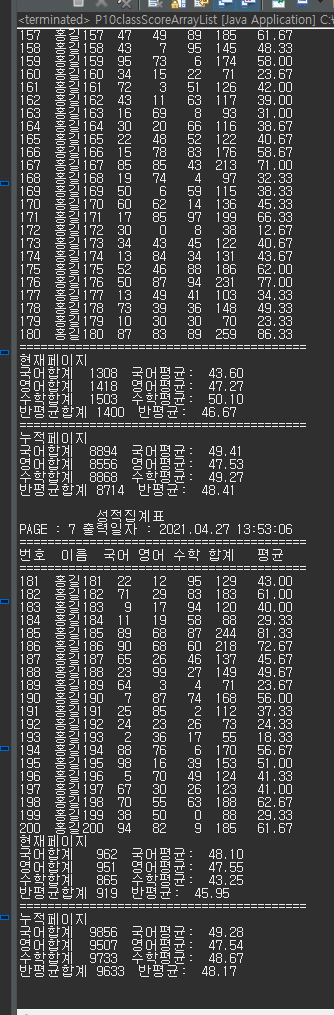 <terminated> P10classScoreArrayList [Java Application] C:
157 홍길157 47 49 89 185 61.67
158 홍길158 43 7 95 145 48.33
159 홍길159 95 73 6 174 58.00
160 홍길160 34 15 22 71 23.67
161 홍길161 72 3 51 126 42.00
162 홍길162 43 11 63 117 39.00
163 홍길163 16 69 8 93 31.00
164 홍길164 30 20 66 116 38.67
165 홍길165 22 48 52 122 40.67
166 홍길166 15 78 83 176 58.67
167 홍길167 85 85 43 213 71.00
168 홍길168 19 74 4 97 32.33
169 홍길169 50 6 59 115 38.33
170 홍길170 60 62 14 136 45.33
171 홍길171 17 85 97 199 66.33
172 홍길172 30 0 8 38 12.67
173 홍길173 34 43 45 122 40.67
174 홍길174 13 84 34 131 43.67
175 홍길175 52 46 88 186 62.00
176 홍길176 50 87 94 231 77.00
177 홍길177 13 49 41 103 34.33
178 홍길178 73 39 36 148 49.33
179 홍길179 10 30 30 70 23.33
180 홍길180 87 83 89 259 86.33
==========================================
현재페이지
국어합계 1308 국어평균: 43.60
영어합계 1418 영어평균: 47.27
수학합계 1503 수학평균: 50.10
반평균합계 1400 반평균: 46.67
==========================================
누적페이지
국어합계 8894 국어평균: 49.41
영어합계 8556 영어평균: 47.53
수학합계 8868 수학평균: 49.27
반평균합계 8714 반평균: 48.41
성적집계표
PAGE : 7 출력일자 : 2021.04.27 13:53:06
==========================================
번호 이름 국어 영어 수학 합계 평균
==========================================
181 홍길181 22 12 95 129 43.00
182 홍길182 71 29 83 183 61.00
183 홍길183 9 17 94 120 40.00
184 홍길184 11 19 58 88 29.33
185 홍길185 89 68 87 244 81.33
186 홍길186 90 68 60 218 72.67
187 홍길187 65 26 46 137 45.67
188 홍길188 23 99 27 149 49.67
189 홍길189 64 3 4 71 23.67
190 홍길190 7 87 74 168 56.00
191 홍길191 25 85 2 112 37.33
192 홍길192 24 23 26 73 24.33
193 홍길193 2 36 17 55 18.33
194 홍길194 88 76 6 170 56.67
195 홍길195 98 16 39 153 51.00
196 홍길196 5 70 49 124 41.33
197 홍길197 67 30 26 123 41.00
198 홍길198 70 55 63 188 62.67
199 홍길199 38 50 0 88 29.33
200 홍길200 94 82 9 185 61.67
현재페이지
국어합계 962 국어평균: 48.10
영어합계 951 영어평균: 47.55
수학합계 865 수학평균: 43.25
반평균합계 919 반평균: 45.95
==========================================
누적페이지
국어합계 9856 국어평균: 49.28
영어합계 9507 영어평균: 47.54
수학합계 9733 수학평균: 48.67
반평균합계 9633 반평균: 48.17